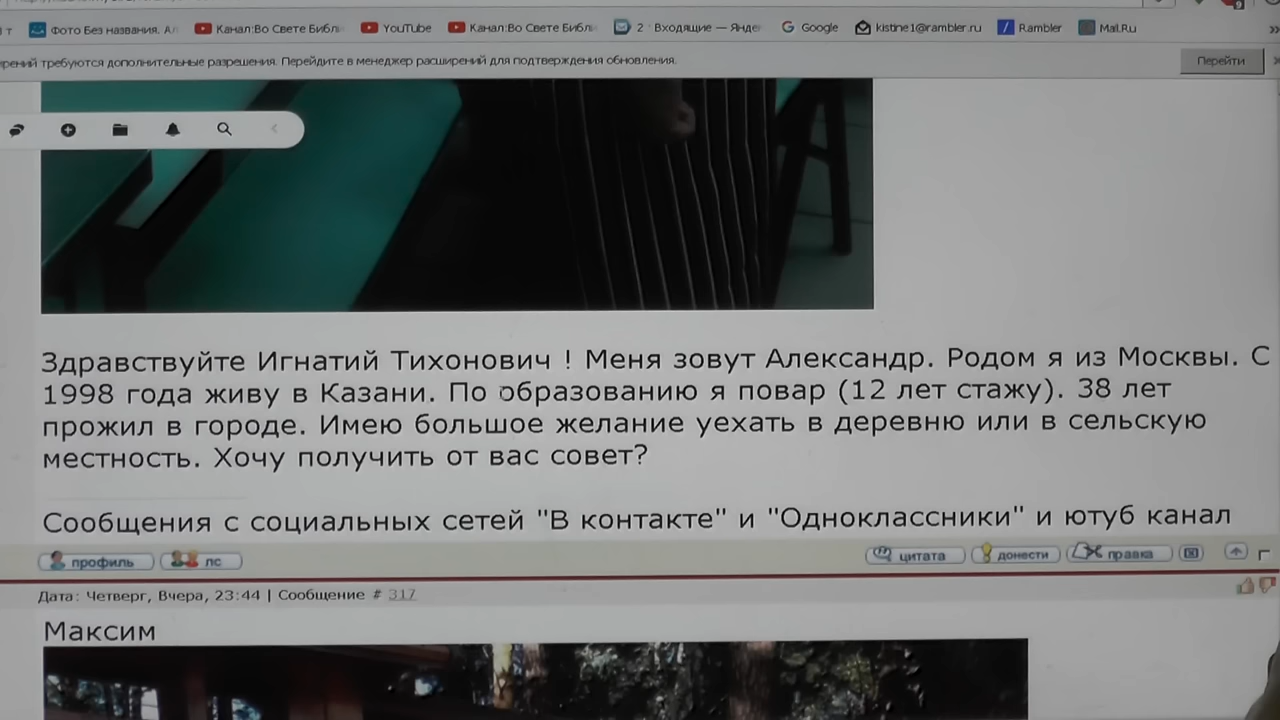 Фото Без названия. Ал Канал:Во Свете Библ YouTube Канал:Во Свете Библ 2 Входящие — Янде Google kistine1@rambler.ru Rambler Mail.Ru
требуются дополнительные разрешения. Перейдите в менеджер расширений для подтверждения обновления. Перейти
Здравствуйте Игнатий Тихонович ! Меня зовут Александр. Родом я из Москвы. С
1998 года живу в Казани. По образованию я повар (12 лет стажу). 38 лет
прожил в городе. Имею большое желание уехать в деревню или в сельскую
местность. Хочу получить от вас совет?
Сообщения с социальных сетей "В контакте" и "Одноклассники" и ютуб канал
профиль лс цитата донести правка
Дата: Четверг, Вчера, 23:44 | Сообщение # 317
Максим